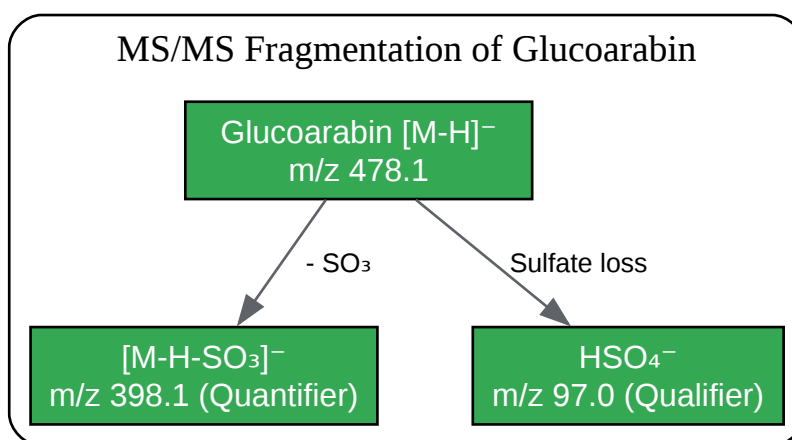 MS/MS Fragmentation of Glucoarabin
Glucoarabin [M-H]⁻
m/z 478.1
- SO₃
Sulfate loss
[M-H-SO₃]⁻
m/z 398.1 (Quantifier)
HSO₄⁻
m/z 97.0 (Qualifier)